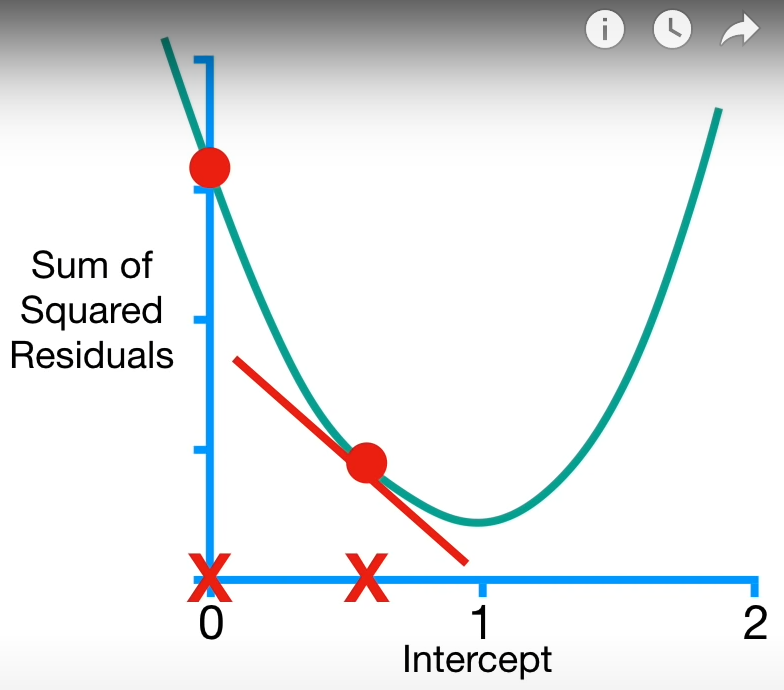 Sum of
Squared
Residuals
X X
0 1 2
Intercept